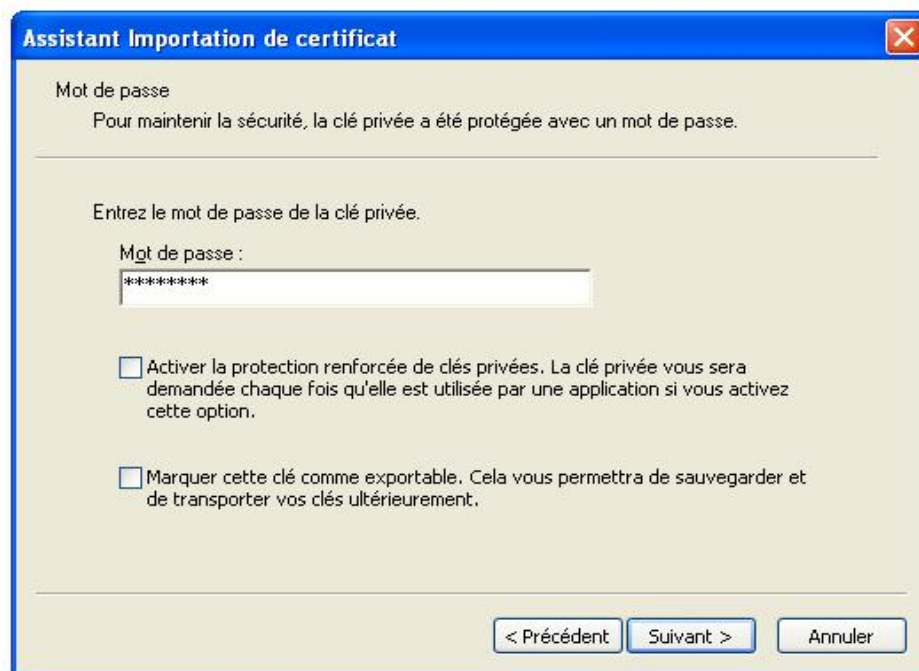 Assistant Importation de certificat
Mot de passe
Pour maintenir la sécurité, la clé privée a été protégée avec un mot de passe.
Entrez le mot de passe de la clé privée.
Mot de passe :
********
Activer la protection renforcée de clés privées. La clé privée vous sera
demandée chaque fois qu'elle est utilisée par une application si vous activez
cette option.
Marquer cette clé comme exportable. Cela vous permettra de sauvegarder et
de transporter vos clés ultérieurement.
< Précédent Suivant > Annuler